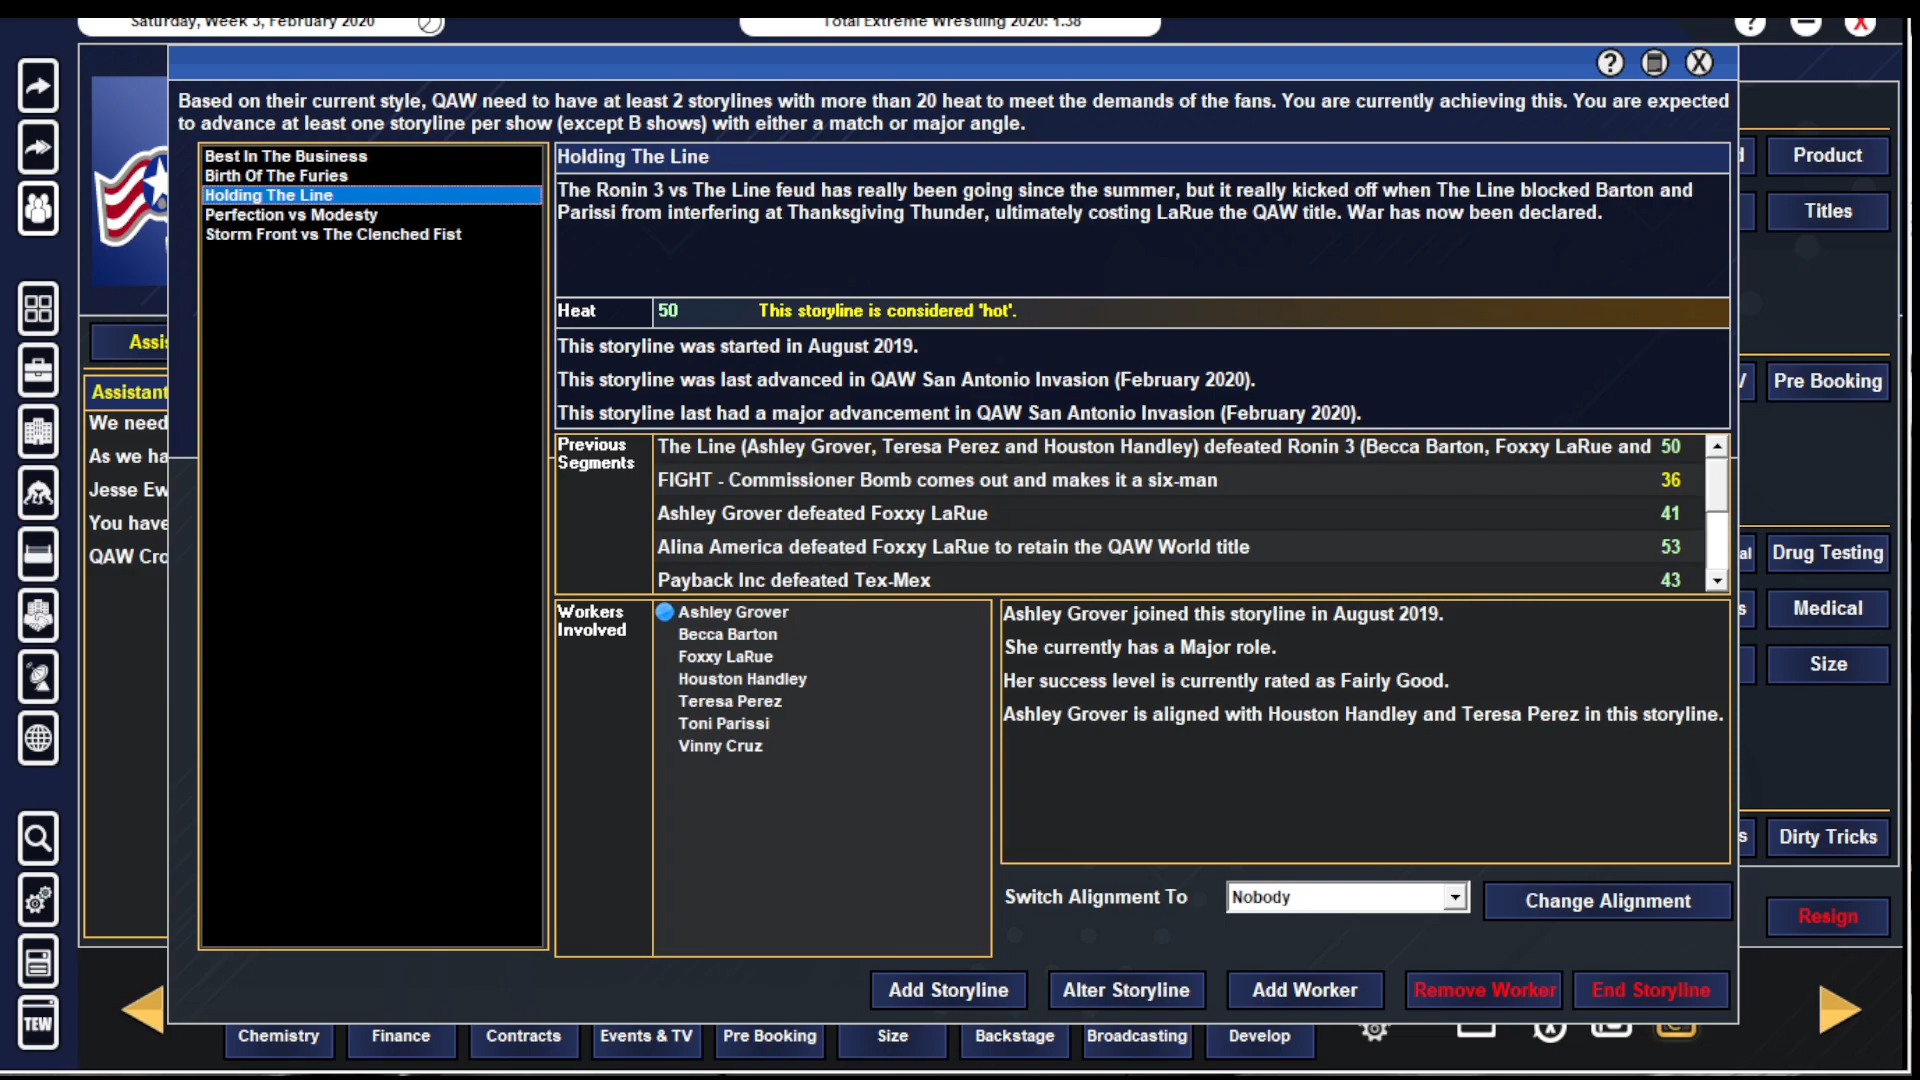 Saturday, Week 3, February 2020
Total Extreme Wrestling 2020: 1.38
?
X
?
X
Based on their current style, QAW need to have at least 2 storylines with more than 20 heat to meet the demands of the fans. You are currently achieving this. You are expected
to advance at least one storyline per show (except B shows) with either a match or major angle.
Best In The Business
Birth Of The Furies
Holding The Line
Perfection vs Modesty
Storm Front vs The Clenched Fist
Holding The Line
The Ronin 3 vs The Line feud has really been going since the summer, but it really kicked off when The Line blocked Barton and
Parissi from interfering at Thanksgiving Thunder, ultimately costing LaRue the QAW title. War has now been declared.
Heat 50 This storyline is considered 'hot'.
This storyline was started in August 2019.
This storyline was last advanced in QAW San Antonio Invasion (February 2020).
This storyline last had a major advancement in QAW San Antonio Invasion (February 2020).
Previous
Segments
The Line (Ashley Grover, Teresa Perez and Houston Handley) defeated Ronin 3 (Becca Barton, Foxxy LaRue and 50
FIGHT - Commissioner Bomb comes out and makes it a six-man 36
Ashley Grover defeated Foxxy LaRue 41
Alina America defeated Foxxy LaRue to retain the QAW World title 53
Payback Inc defeated Tex-Mex 43
Workers
Involved
Ashley Grover
Becca Barton
Foxxy LaRue
Houston Handley
Teresa Perez
Toni Parissi
Vinny Cruz
Ashley Grover joined this storyline in August 2019.
She currently has a Major role.
Her success level is currently rated as Fairly Good.
Ashley Grover is aligned with Houston Handley and Teresa Perez in this storyline.
Switch Alignment To Nobody Change Alignment
Add Storyline Alter Storyline Add Worker Remove Worker End Storyline
Assi
Assistant
We need
As we ha
Jesse Ew
You have
QAW Cro
Product
Titles
Pre Booking
al Drug Testing
s Medical
Size
s Dirty Tricks
Resign
TEW
Chemistry Finance Contracts Events & TV Pre Booking Size Backstage Broadcasting Develop